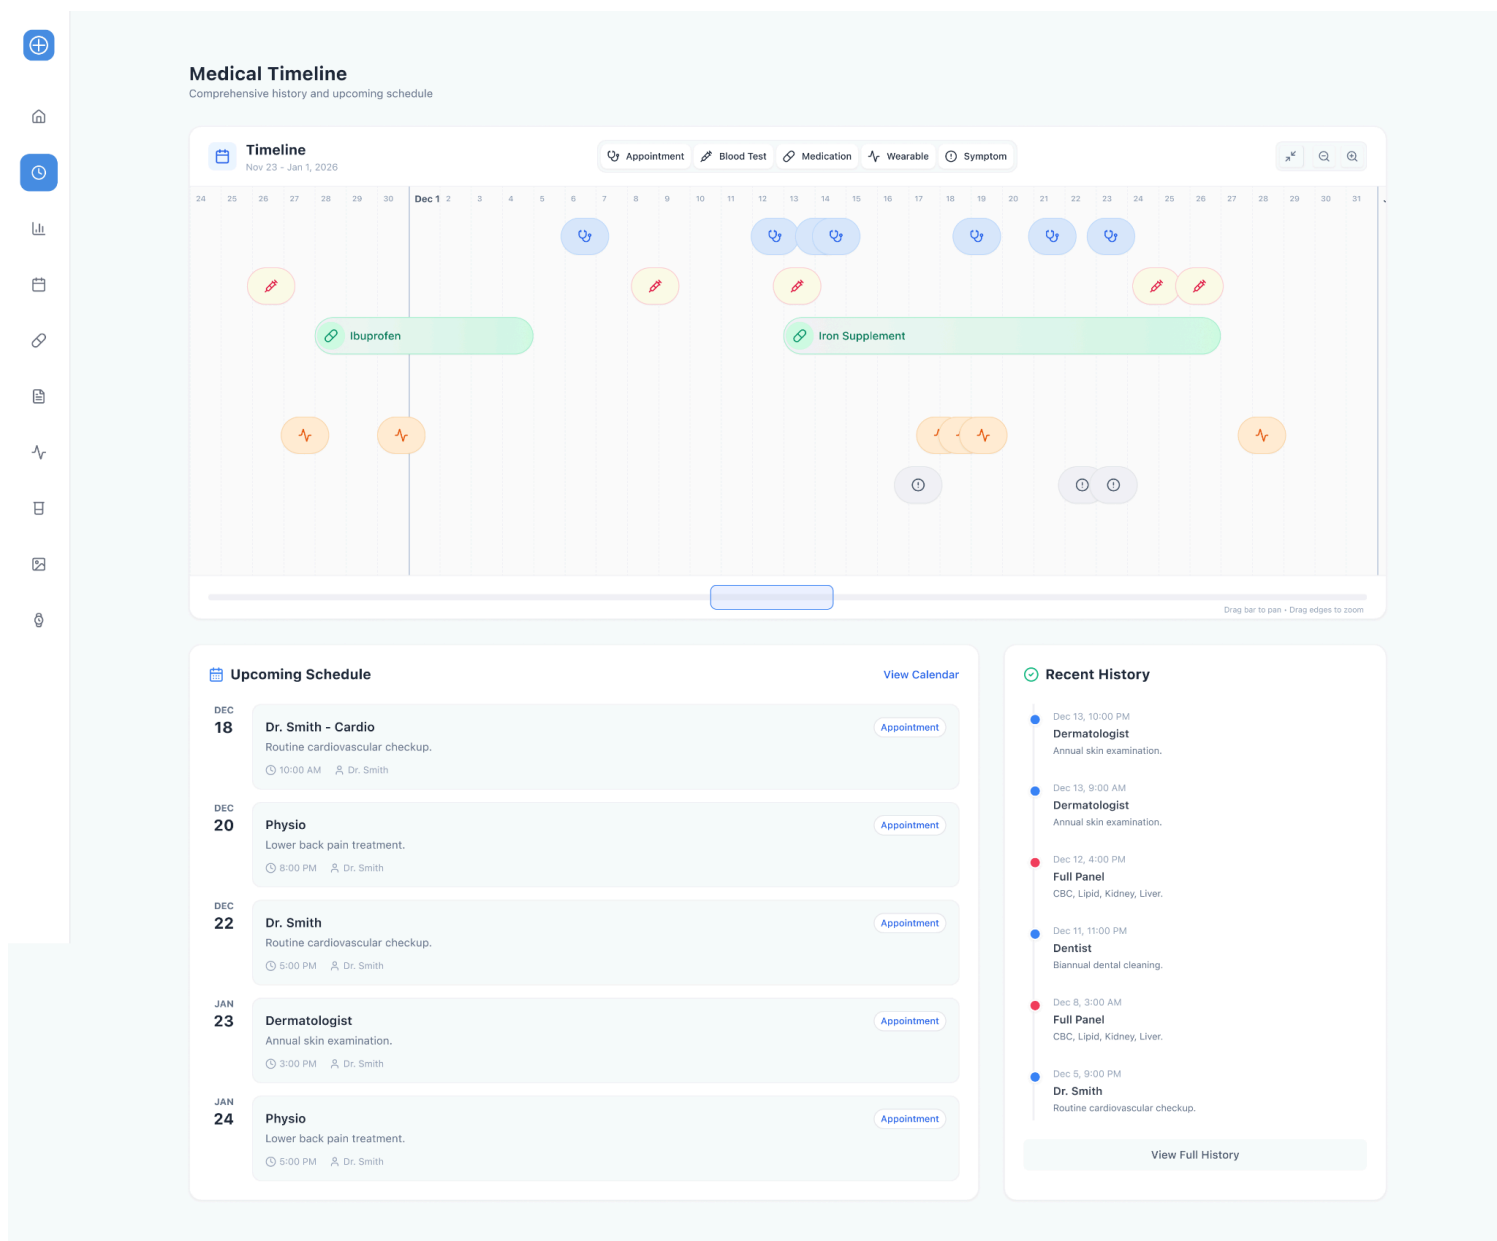 Medical Timeline
Comprehensive history and upcoming schedule
Timeline
Nov 23 - Jan 1, 2026
Appointment Blood Test Medication Wearable Symptom
24 25 26 27 28 29 30 Dec 1 2 3 4 5 6 7 8 9 10 11 12 13 14 15 16 17 18 19 20 21 22 23 24 25 26 27 28 29 30 31
Ibuprofen Iron Supplement
Drag bar to pan • Drag edges to zoom
Upcoming Schedule
View Calendar
DEC
18
Dr. Smith - Cardio
Appointment
Routine cardiovascular checkup.
10:00 AM Dr. Smith
DEC
20
Physio
Appointment
Lower back pain treatment.
8:00 PM Dr. Smith
DEC
22
Dr. Smith
Appointment
Routine cardiovascular checkup.
5:00 PM Dr. Smith
JAN
23
Dermatologist
Appointment
Annual skin examination.
3:00 PM Dr. Smith
JAN
24
Physio
Appointment
Lower back pain treatment.
5:00 PM Dr. Smith
Recent History
Dec 13, 10:00 PM
Dermatologist
Annual skin examination.
Dec 13, 9:00 AM
Dermatologist
Annual skin examination.
Dec 12, 4:00 PM
Full Panel
CBC, Lipid, Kidney, Liver.
Dec 11, 11:00 PM
Dentist
Biannual dental cleaning.
Dec 8, 3:00 AM
Full Panel
CBC, Lipid, Kidney, Liver.
Dec 5, 9:00 PM
Dr. Smith
Routine cardiovascular checkup.
View Full History